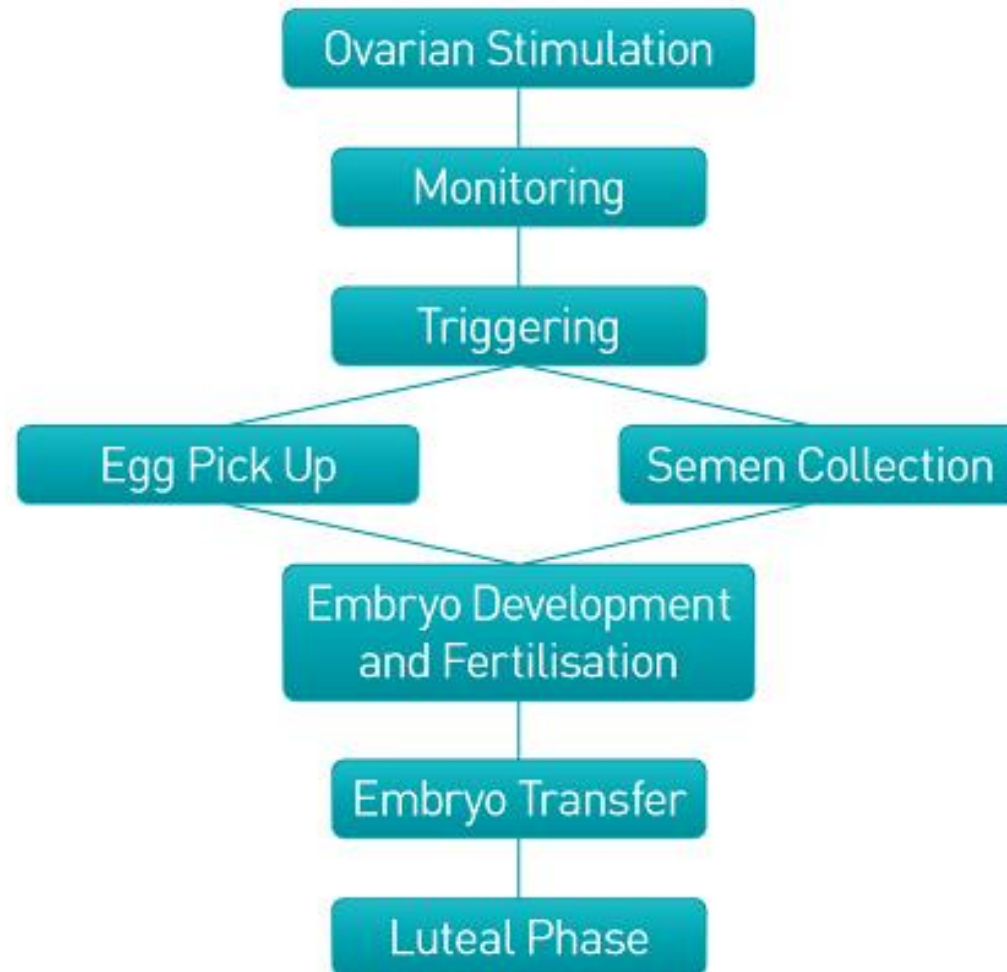 Ovarian Stimulation
Monitoring
Triggering
Egg Pick Up
Semen Collection
Embryo Development
and Fertilisation
Embryo Transfer
Luteal Phase